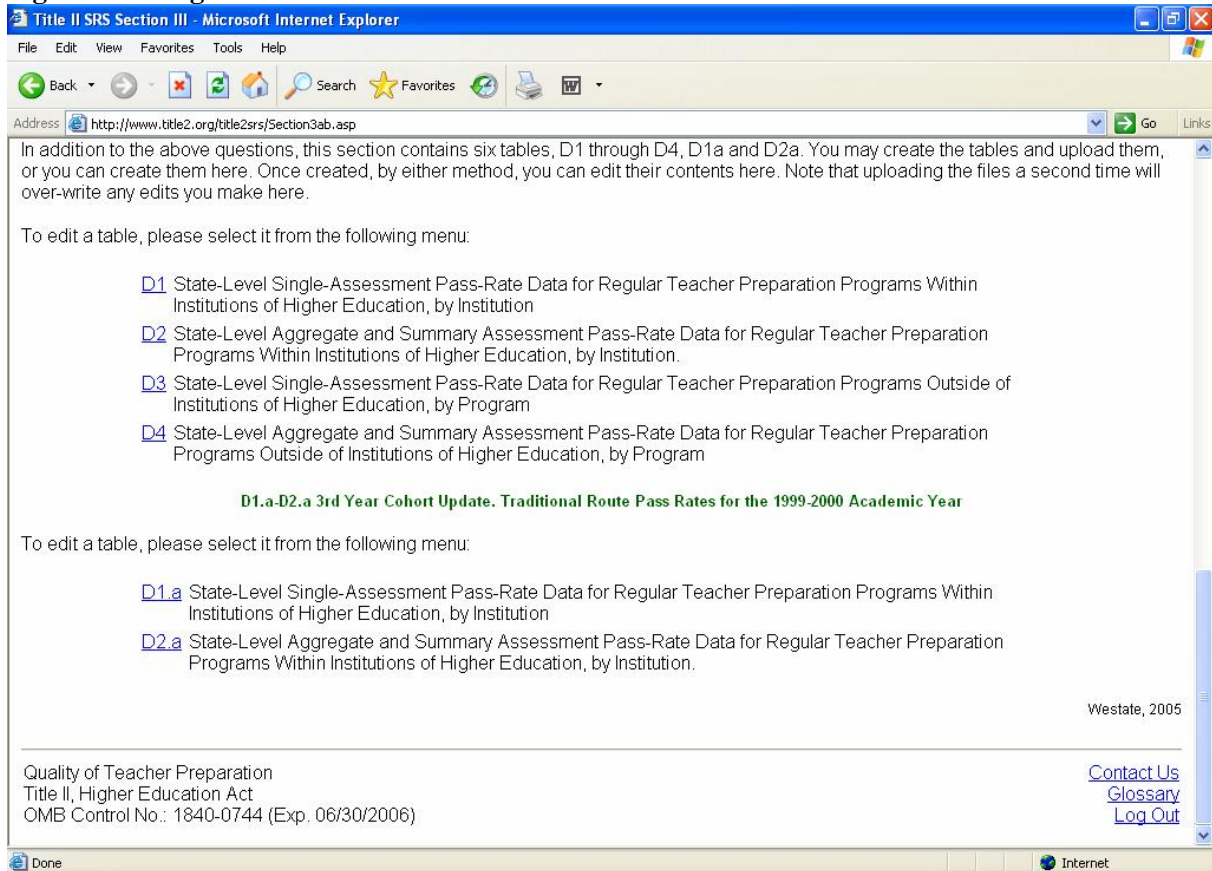 Title II SRS Section III - Microsoft Internet Explorer
File Edit View Favorites Tools Help
Back Search Favorites
Address http://www.title2.org/title2srs/Section3ab.asp Go Links
In addition to the above questions, this section contains six tables, D1 through D4, D1a and D2a. You may create the tables and upload them,
or you can create them here. Once created, by either method, you can edit their contents here. Note that uploading the files a second time will
over-write any edits you make here.
To edit a table, please select it from the following menu:
D1 State-Level Single-Assessment Pass-Rate Data for Regular Teacher Preparation Programs Within
Institutions of Higher Education, by Institution
D2 State-Level Aggregate and Summary Assessment Pass-Rate Data for Regular Teacher Preparation
Programs Within Institutions of Higher Education, by Institution.
D3 State-Level Single-Assessment Pass-Rate Data for Regular Teacher Preparation Programs Outside of
Institutions of Higher Education, by Program
D4 State-Level Aggregate and Summary Assessment Pass-Rate Data for Regular Teacher Preparation
Programs Outside of Institutions of Higher Education, by Program
D1.a-D2.a 3rd Year Cohort Update. Traditional Route Pass Rates for the 1999-2000 Academic Year
To edit a table, please select it from the following menu:
D1.a State-Level Single-Assessment Pass-Rate Data for Regular Teacher Preparation Programs Within
Institutions of Higher Education, by Institution
D2.a State-Level Aggregate and Summary Assessment Pass-Rate Data for Regular Teacher Preparation
Programs Within Institutions of Higher Education, by Institution.
Westate, 2005
Quality of Teacher Preparation
Title II, Higher Education Act
OMB Control No.: 1840-0744 (Exp. 06/30/2006)
Contact Us
Glossary
Log Out
Done Internet